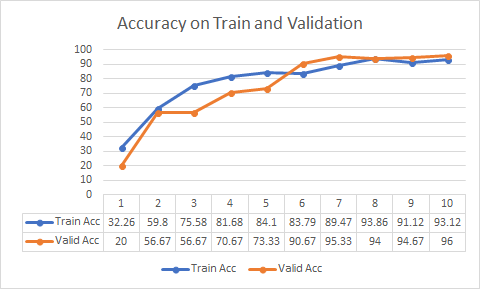 Accuracy on Train and Validation
100
90
80
70
60
50
40
30
20
10
0
1 2 3 4 5 6 7 8 9 10
Train Acc 32.26 59.8 75.58 81.68 84.1 83.79 89.47 93.86 91.12 93.12
Valid Acc 20 56.67 56.67 70.67 73.33 90.67 95.33 94 94.67 96
Train Acc Valid Acc